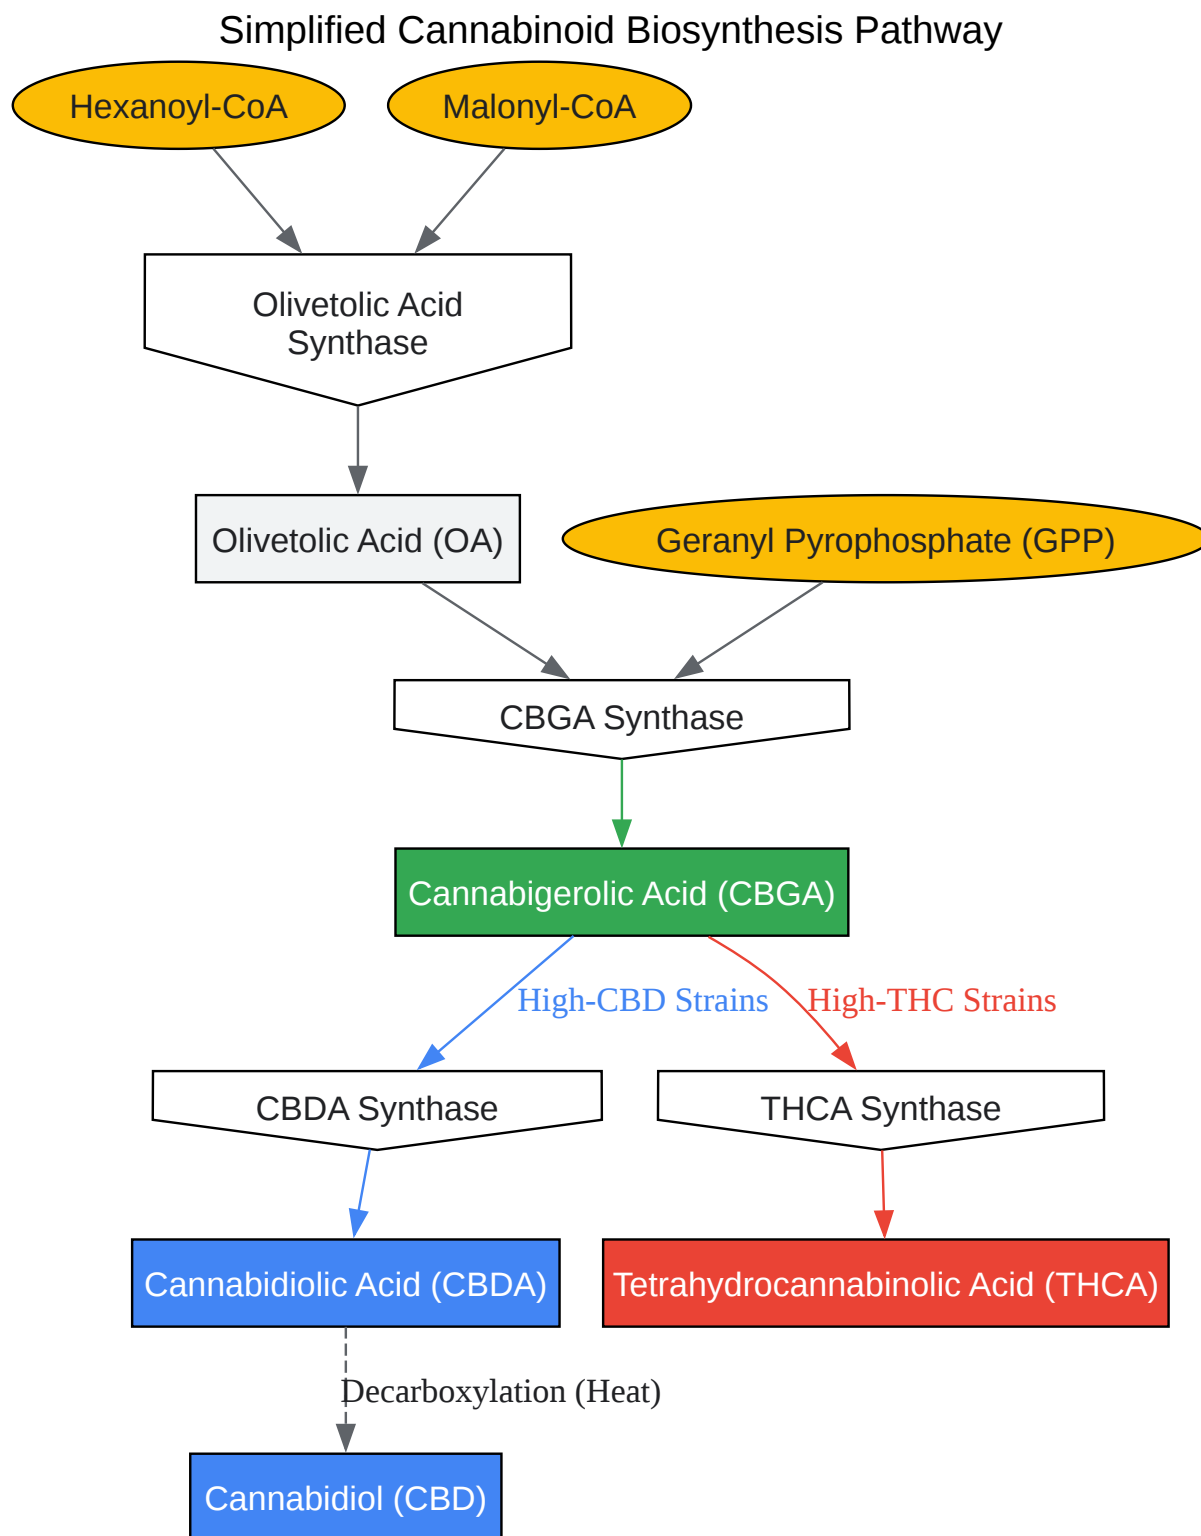 Simplified Cannabinoid Biosynthesis Pathway
Hexanoyl-CoA
Malonyl-CoA
Olivetolic Acid
Synthase
Olivetolic Acid (OA)
Geranyl Pyrophosphate (GPP)
CBGA Synthase
Cannabigerolic Acid (CBGA)
High-CBD Strains
High-THC Strains
CBDA Synthase
THCA Synthase
Cannabidiolic Acid (CBDA)
Tetrahydrocannabinolic Acid (THCA)
Decarboxylation (Heat)
Cannabidiol (CBD)